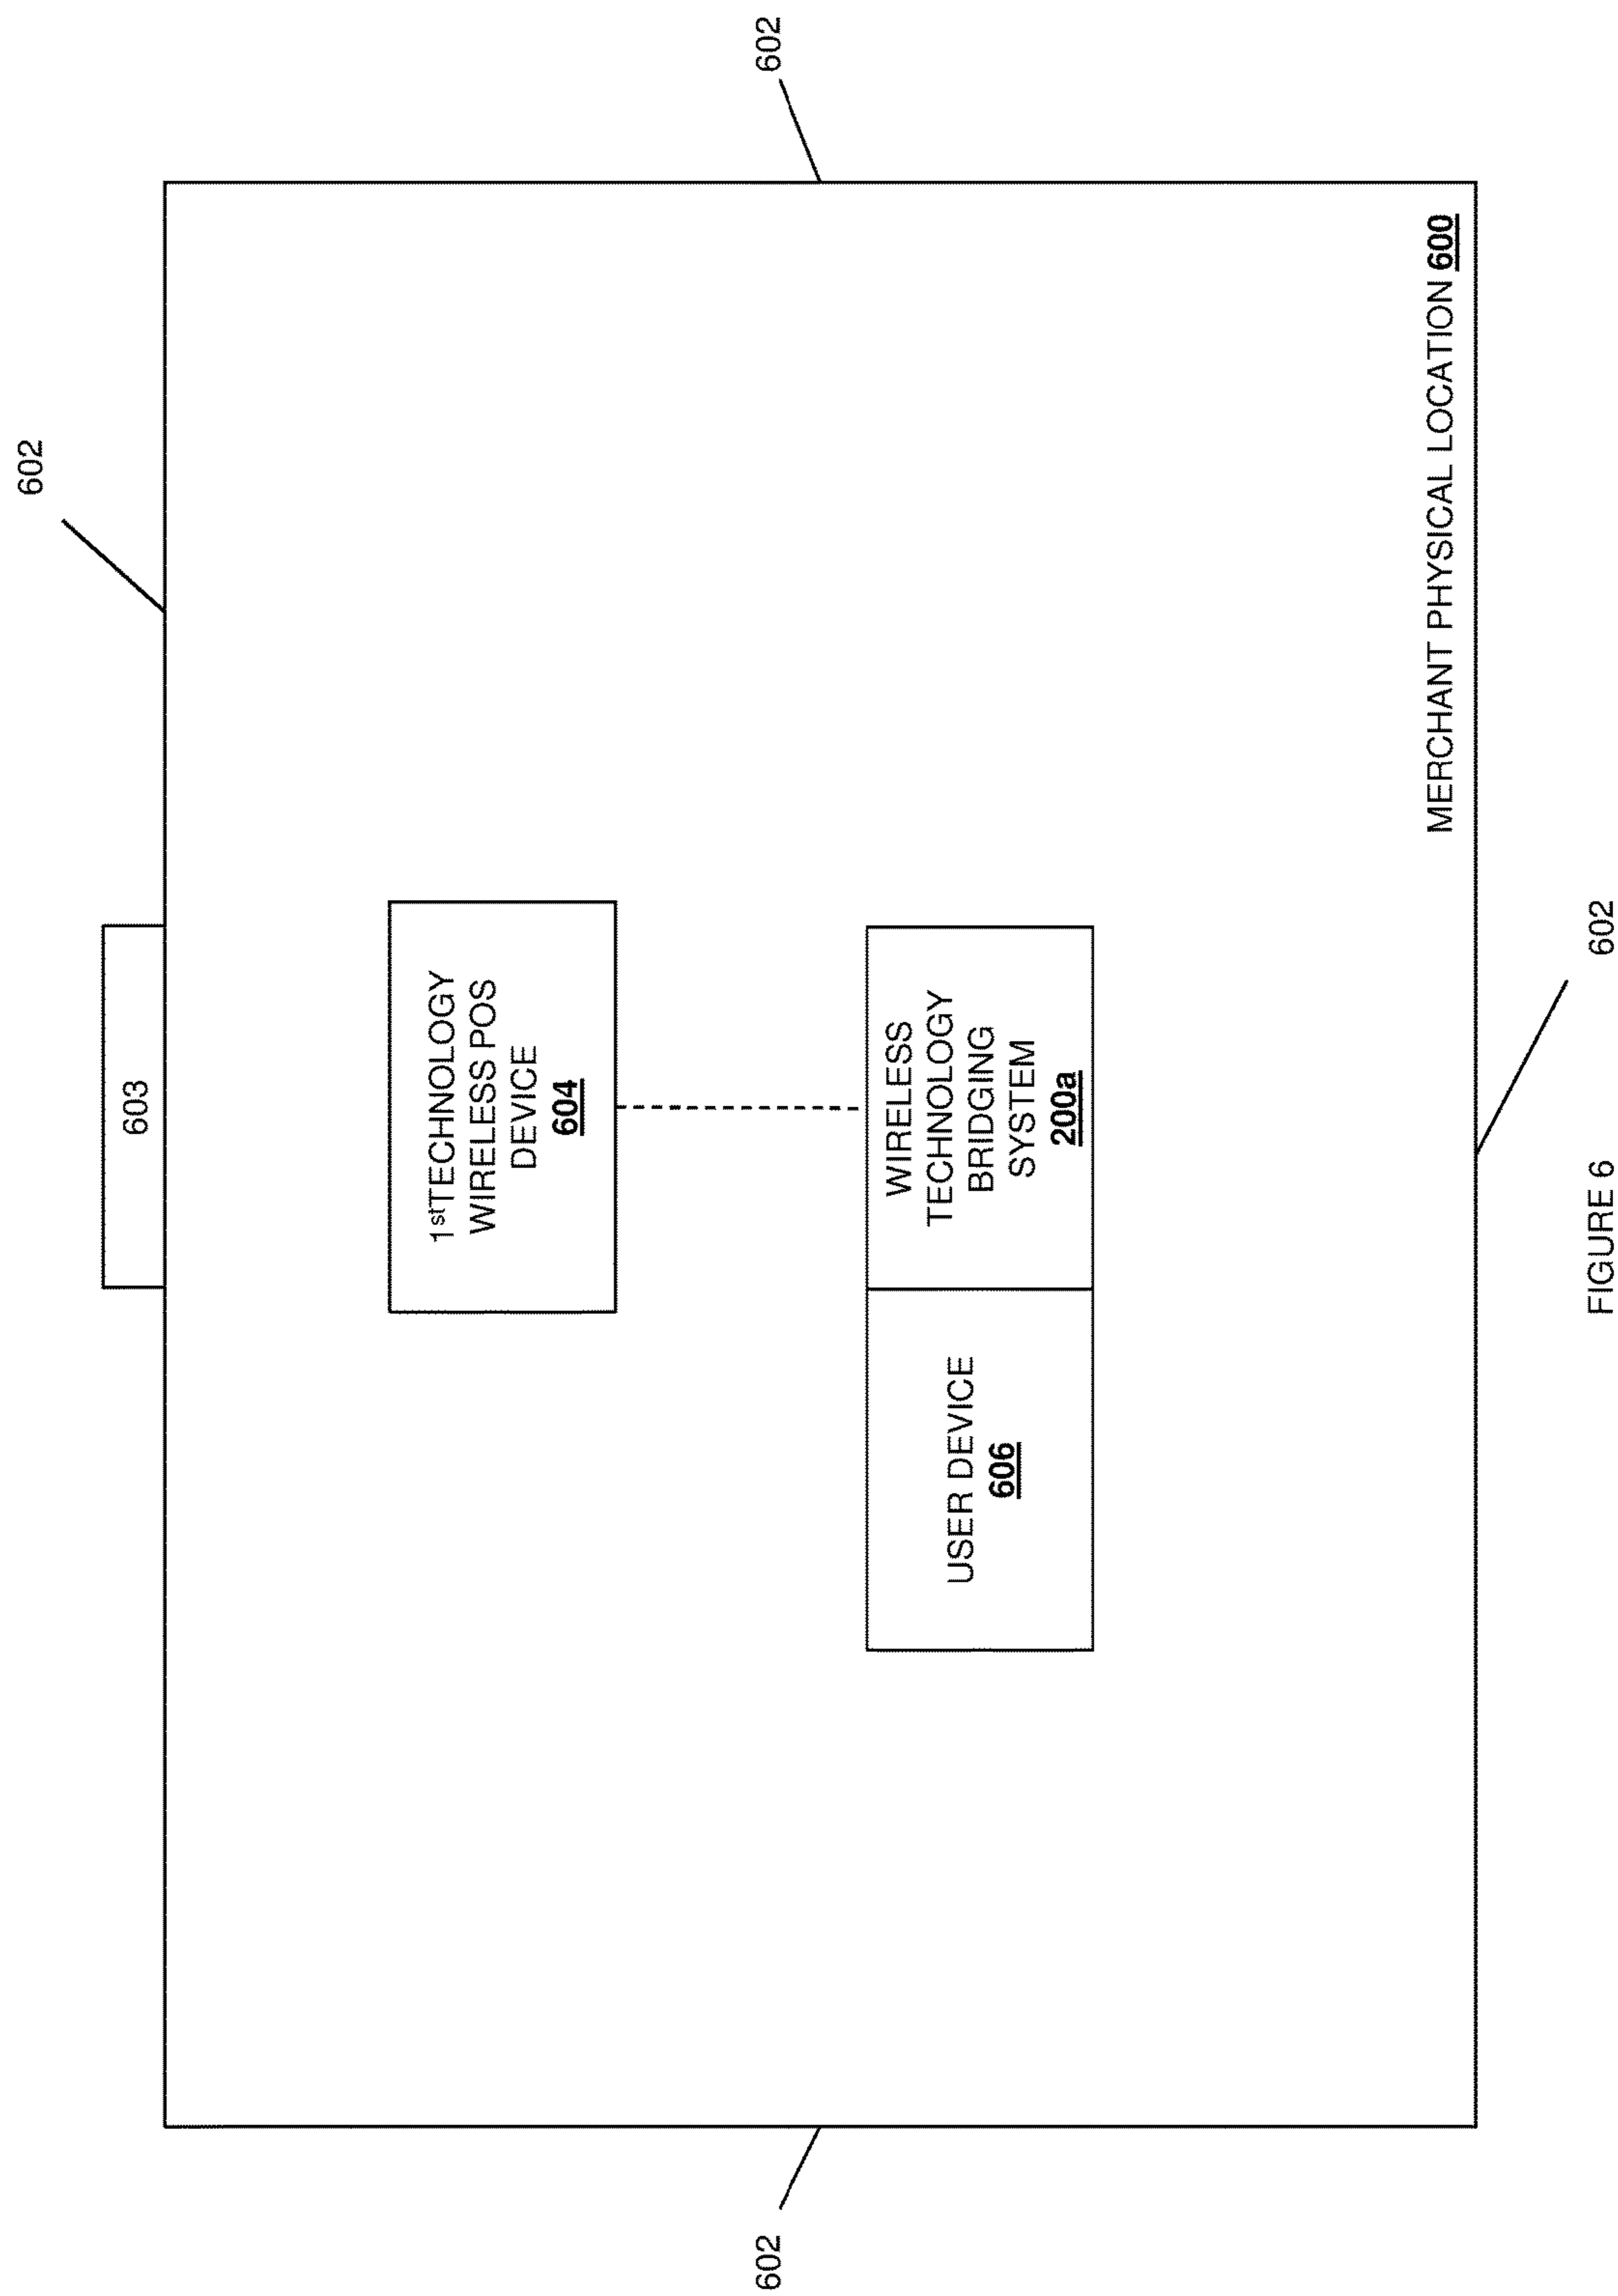 602
603
602
1stTECHNOLOGY
WIRELESS POS
DEVICE
604
602
602
USER DEVICE
606
WIRELESS
TECHNOLOGY
BRIDGING
SYSTEM
200a
MERCHANT PHYSICAL LOCATION 600
602
FIGURE 6